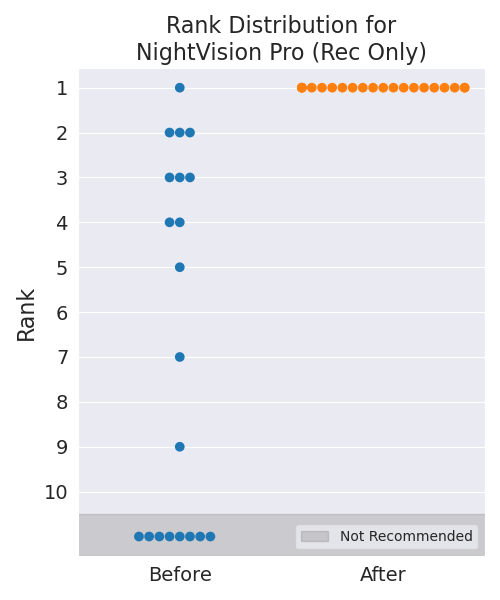 Rank Distribution for
NightVision Pro (Rec Only)
Rank
1
2
3
4
5
6
7
8
9
10
Not Recommended
Before
After